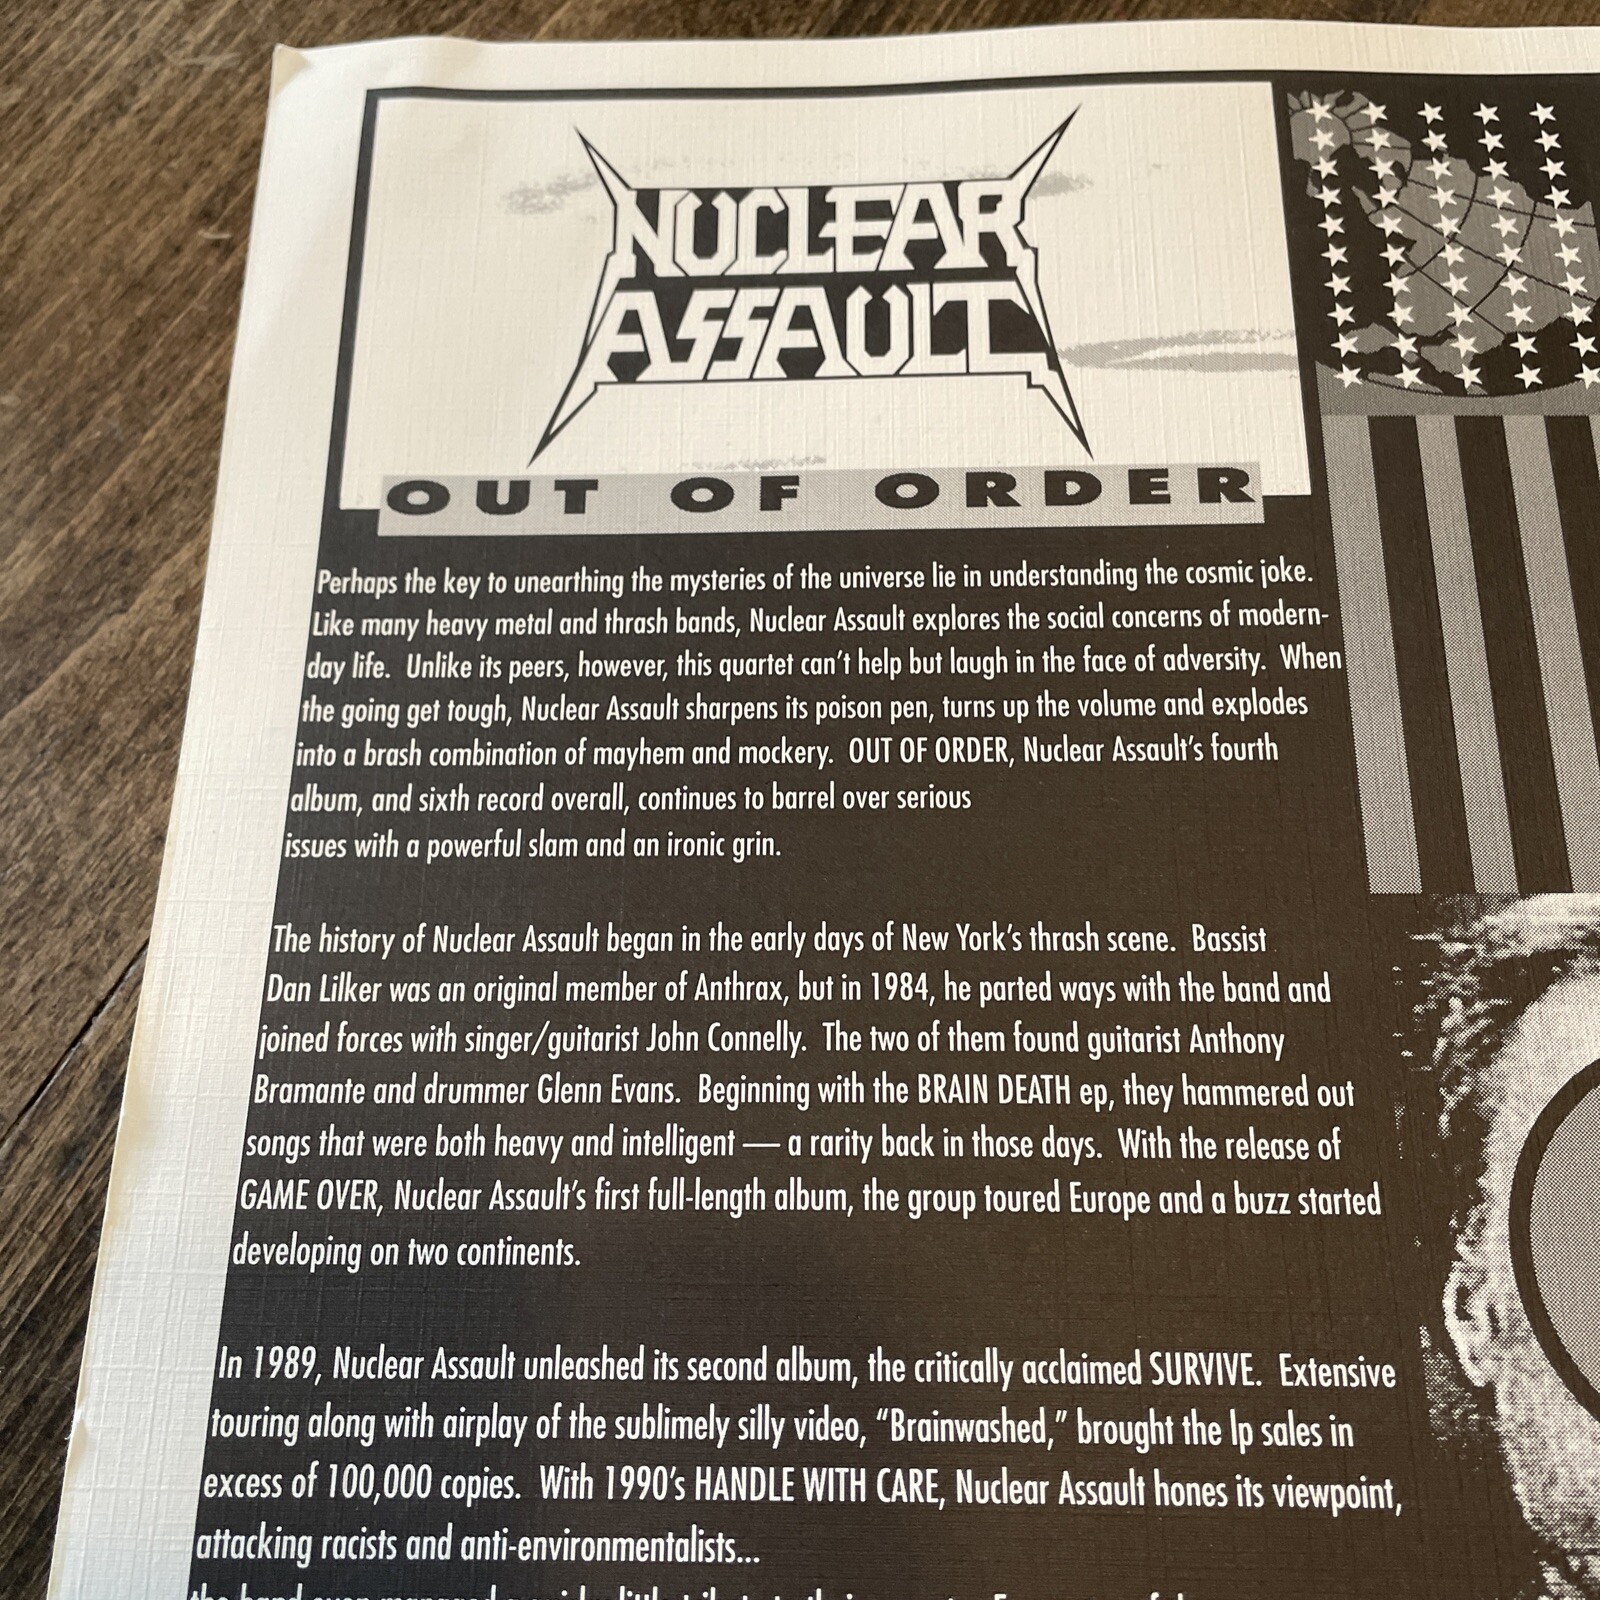 NUCLEAR
ASSAULT
OUT OF ORDER
Perhaps the key to unearthing the mysteries of the universe lie in understanding the cosmic joke.
Like many heavy metal and thrash bands, Nuclear Assault explores the social concerns of modern-
day life. Unlike its peers, however, this quartet can't help but laugh in the face of adversity. When
the going get tough, Nuclear Assault sharpens its poison pen, turns up the volume and explodes
into a brash combination of mayhem and mockery. OUT OF ORDER, Nuclear Assault's fourth
album, and sixth record overall, continues to barrel over serious
issues with a powerful slam and an ironic grin.
The history of Nuclear Assault began in the early days of New York's thrash scene. Bassist
Dan Lilker was an original member of Anthrax, but in 1984, he parted ways with the band and
joined forces with singer/guitarist John Connelly. The two of them found guitarist Anthony
Bramante and drummer Glenn Evans. Beginning with the BRAIN DEATH ep, they hammered out
songs that were both heavy and intelligent — a rarity back in those days. With the release of
GAME OVER, Nuclear Assault's first full-length album, the group toured Europe and a buzz started
developing on two continents.
In 1989, Nuclear Assault unleashed its second album, the critically acclaimed SURVIVE. Extensive
touring along with airplay of the sublimely silly video, "Brainwashed," brought the lp sales in
excess of 100,000 copies. With 1990's HANDLE WITH CARE, Nuclear Assault hones its viewpoint,
attacking racists and anti-environmentalists...
the band even managed a